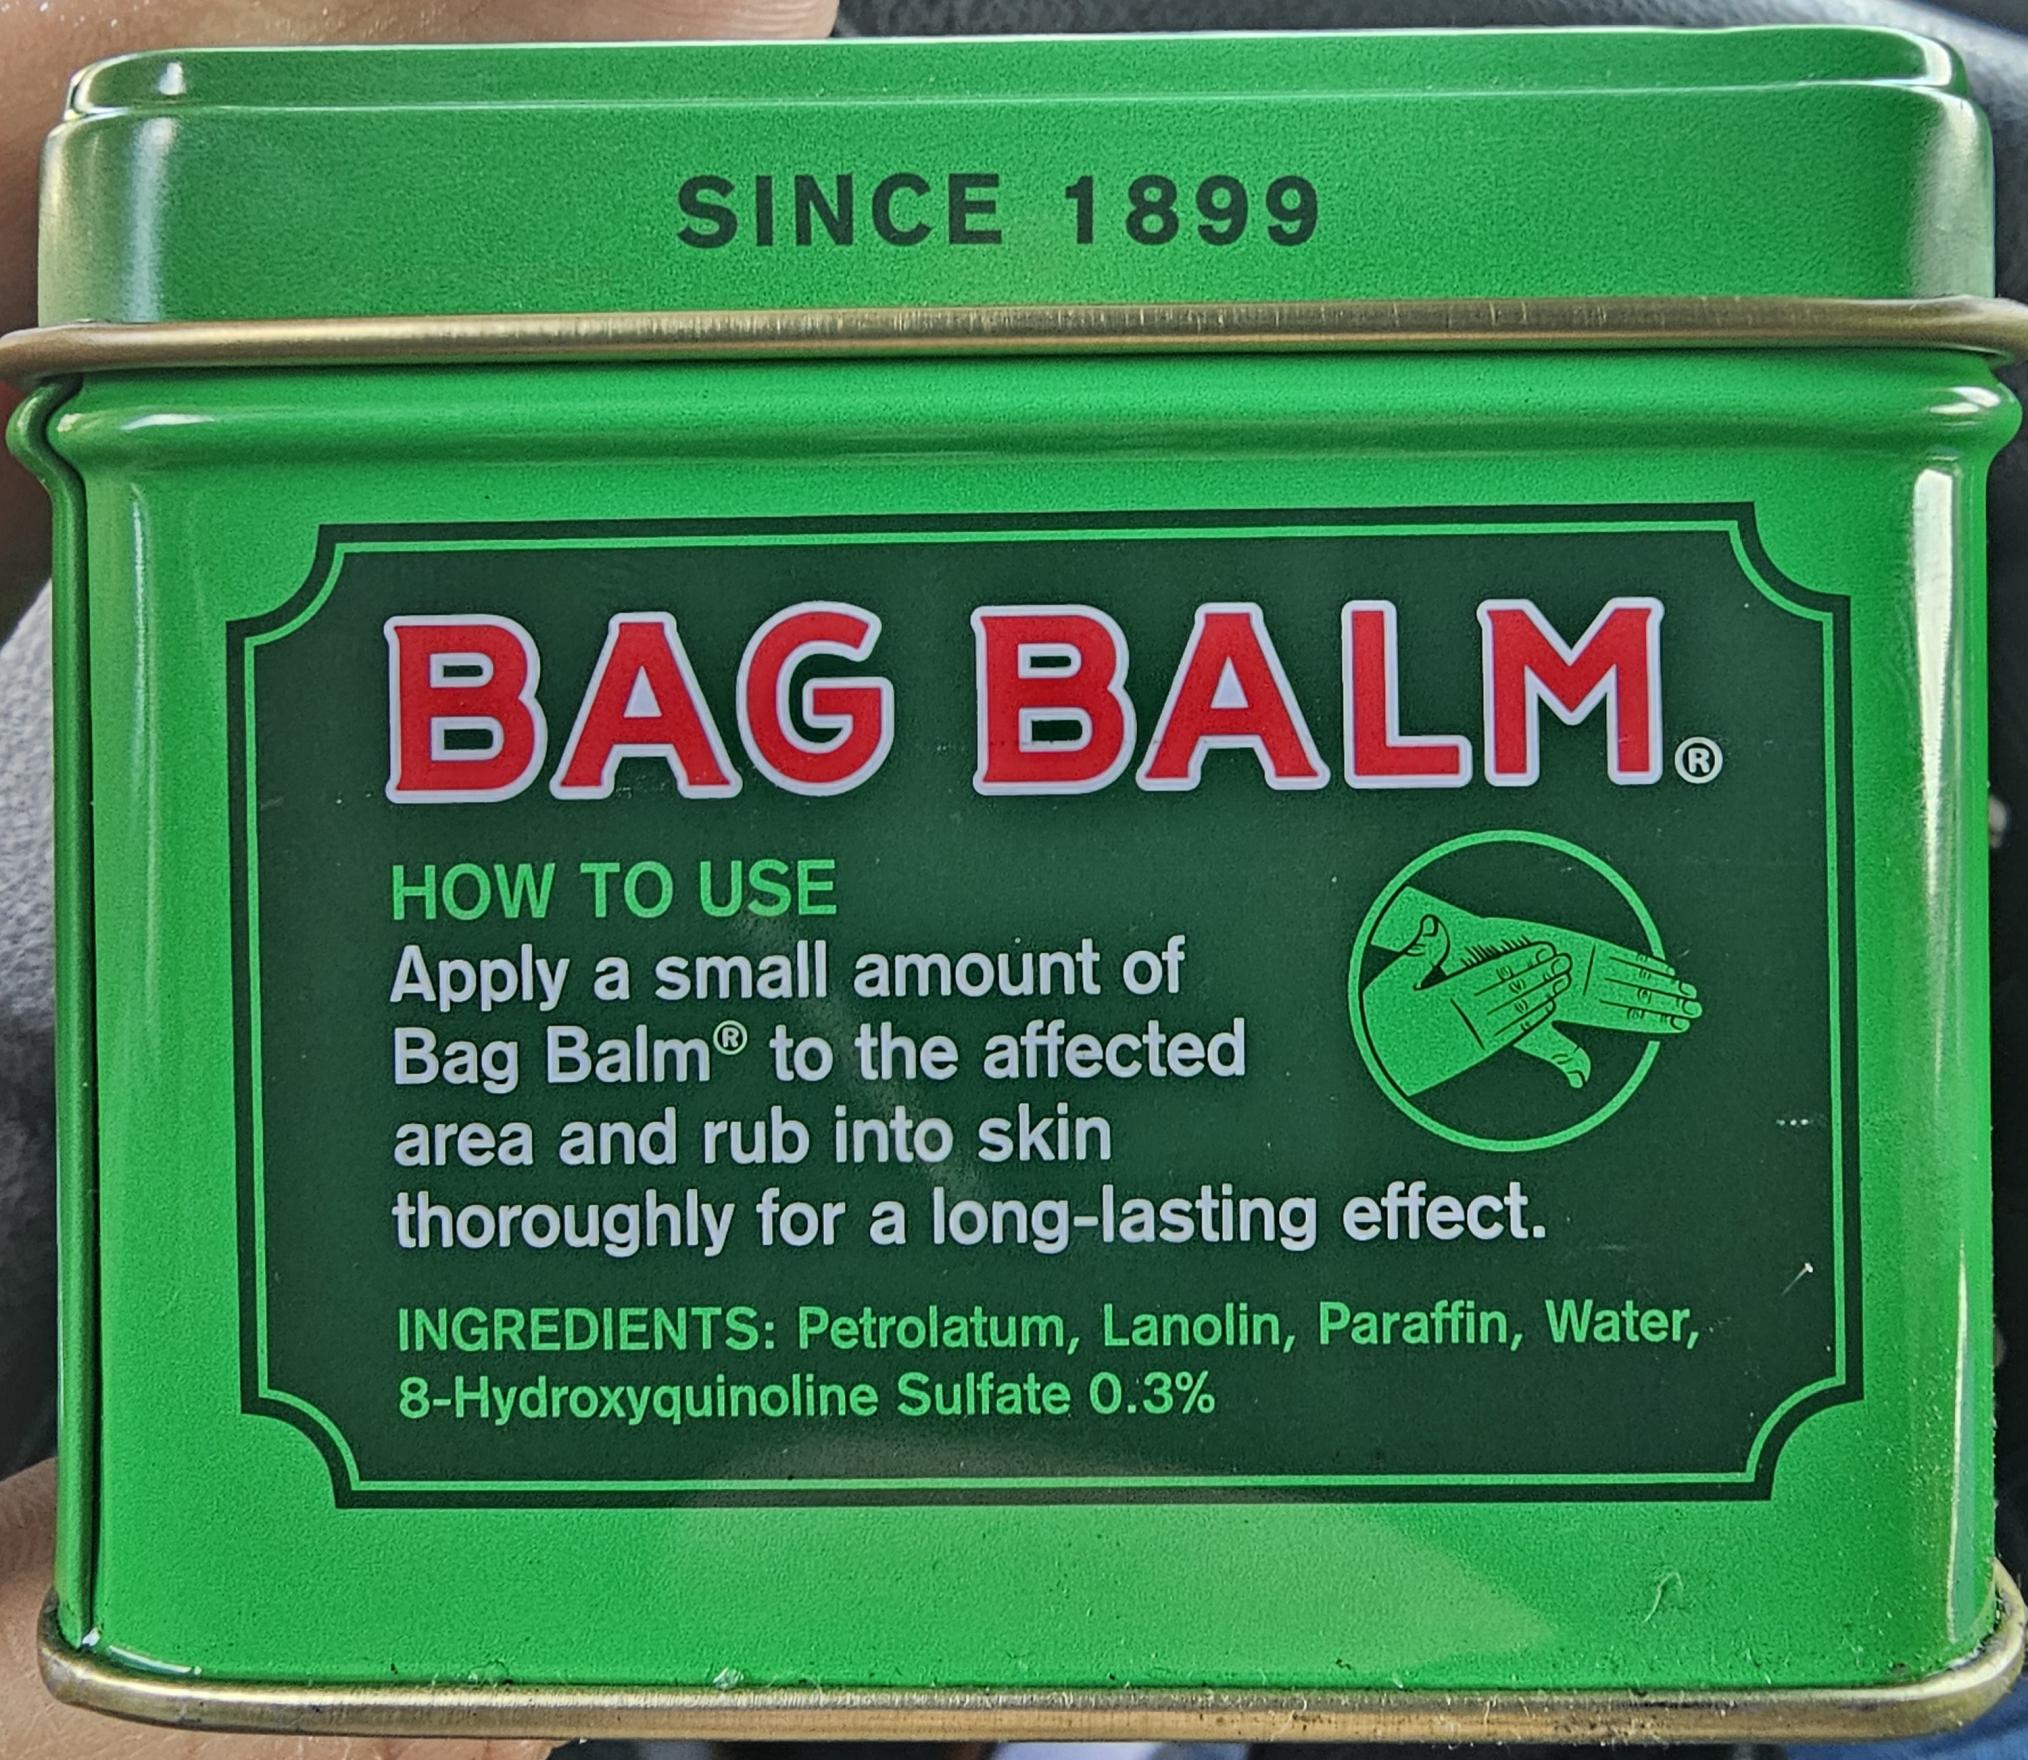 SINCE 1899
BAG BALM®
HOW TO USE
Apply a small amount of
Bag Balm® to the affected
area and rub into skin
thoroughly for a long-lasting effect.
INGREDIENTS: Petrolatum, Lanolin, Paraffin, Water,
8-Hydroxyquinoline Sulfate 0.3%